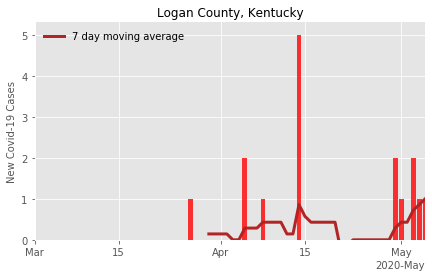 Logan County, Kentucky
7 day moving average
New Covid-19 Cases
5
4
3
2
1
0
Mar
15
Apr
15
May
2020-May